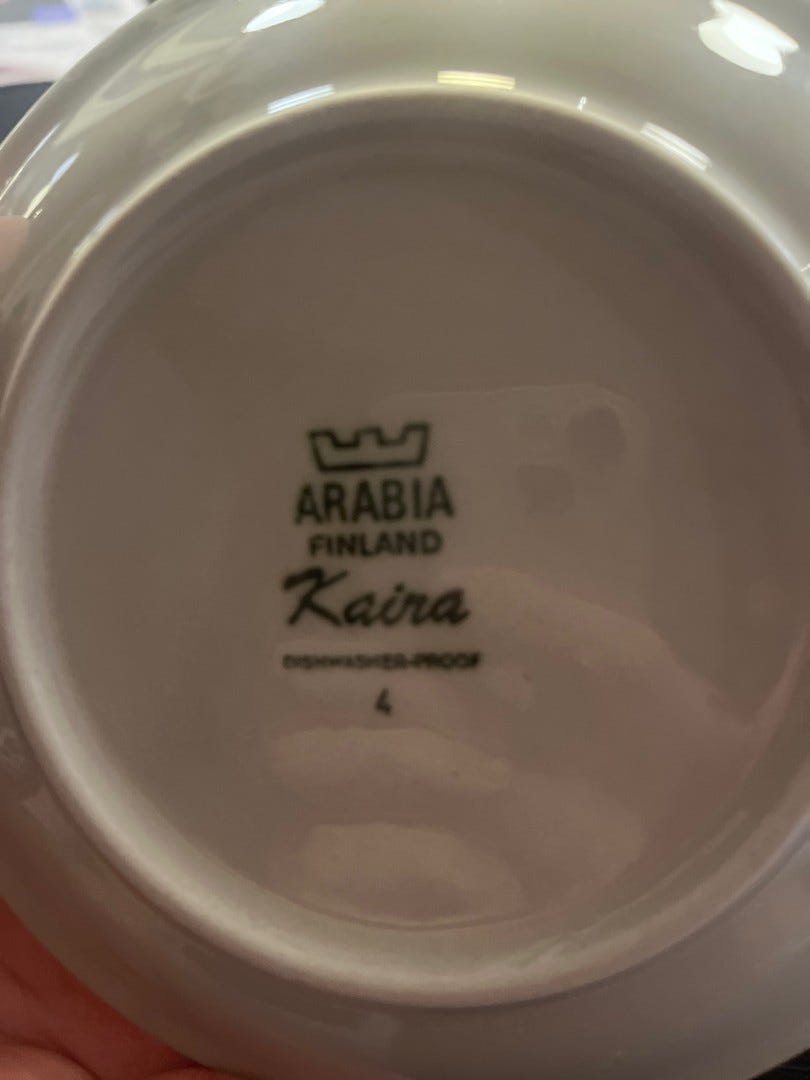 ARABIA
FINLAND
Kaira
DISHWASHER-PROOF
4